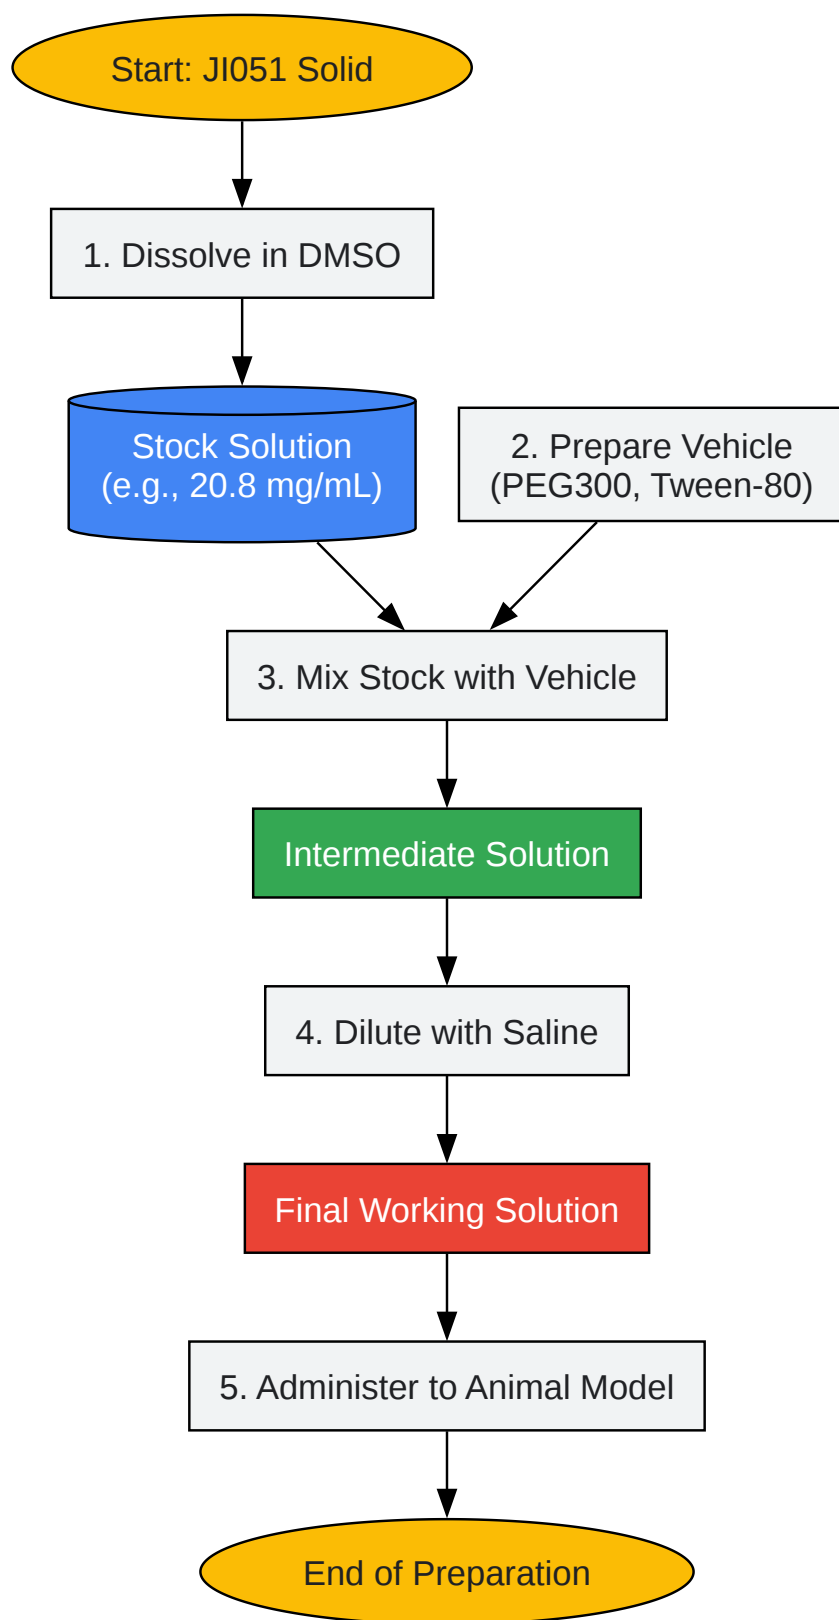 Start: JI051 Solid
1. Dissolve in DMSO
Stock Solution
(e.g., 20.8 mg/mL)
2. Prepare Vehicle
(PEG300, Tween-80)
3. Mix Stock with Vehicle
Intermediate Solution
4. Dilute with Saline
Final Working Solution
5. Administer to Animal Model
End of Preparation